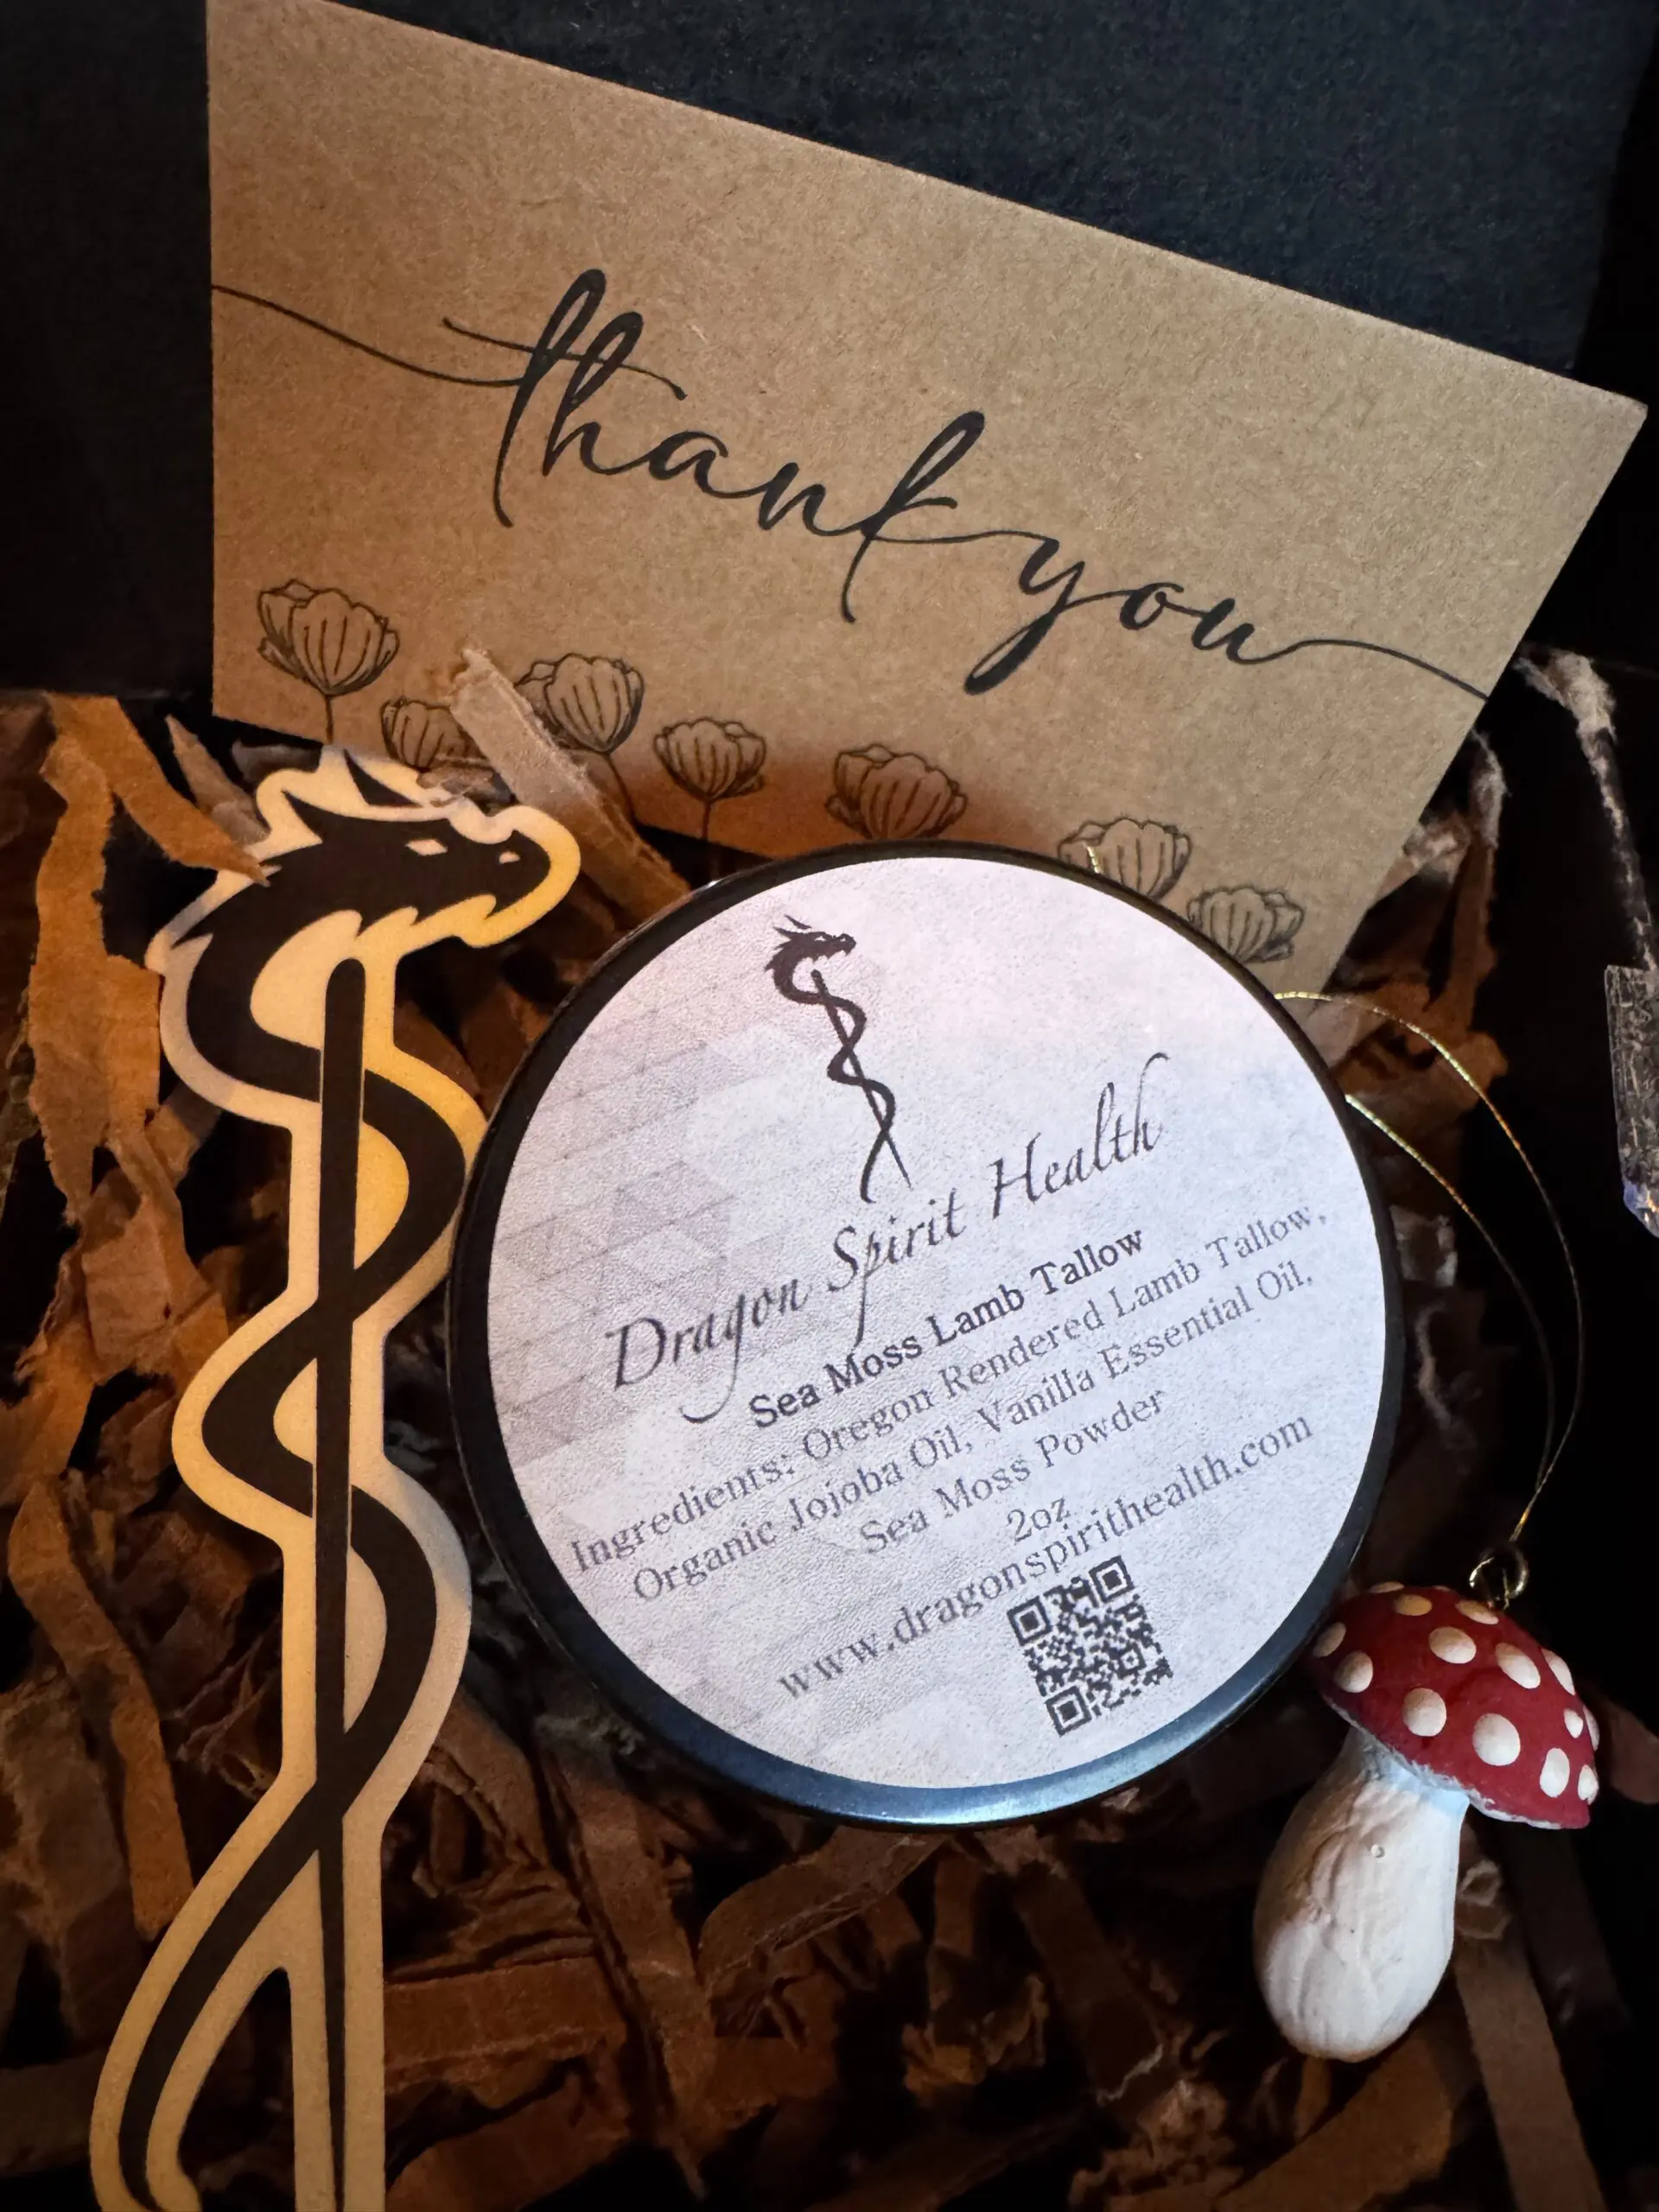 thank you
Dragon Spirit Health
Sea Moss Lamb Tallow
Ingredients: Oregon Rendered Lamb Tallow,
Organic Jojoba Oil, Vanilla Essential Oil,
Sea Moss Powder
2oz
www.dragonspirithealth.com